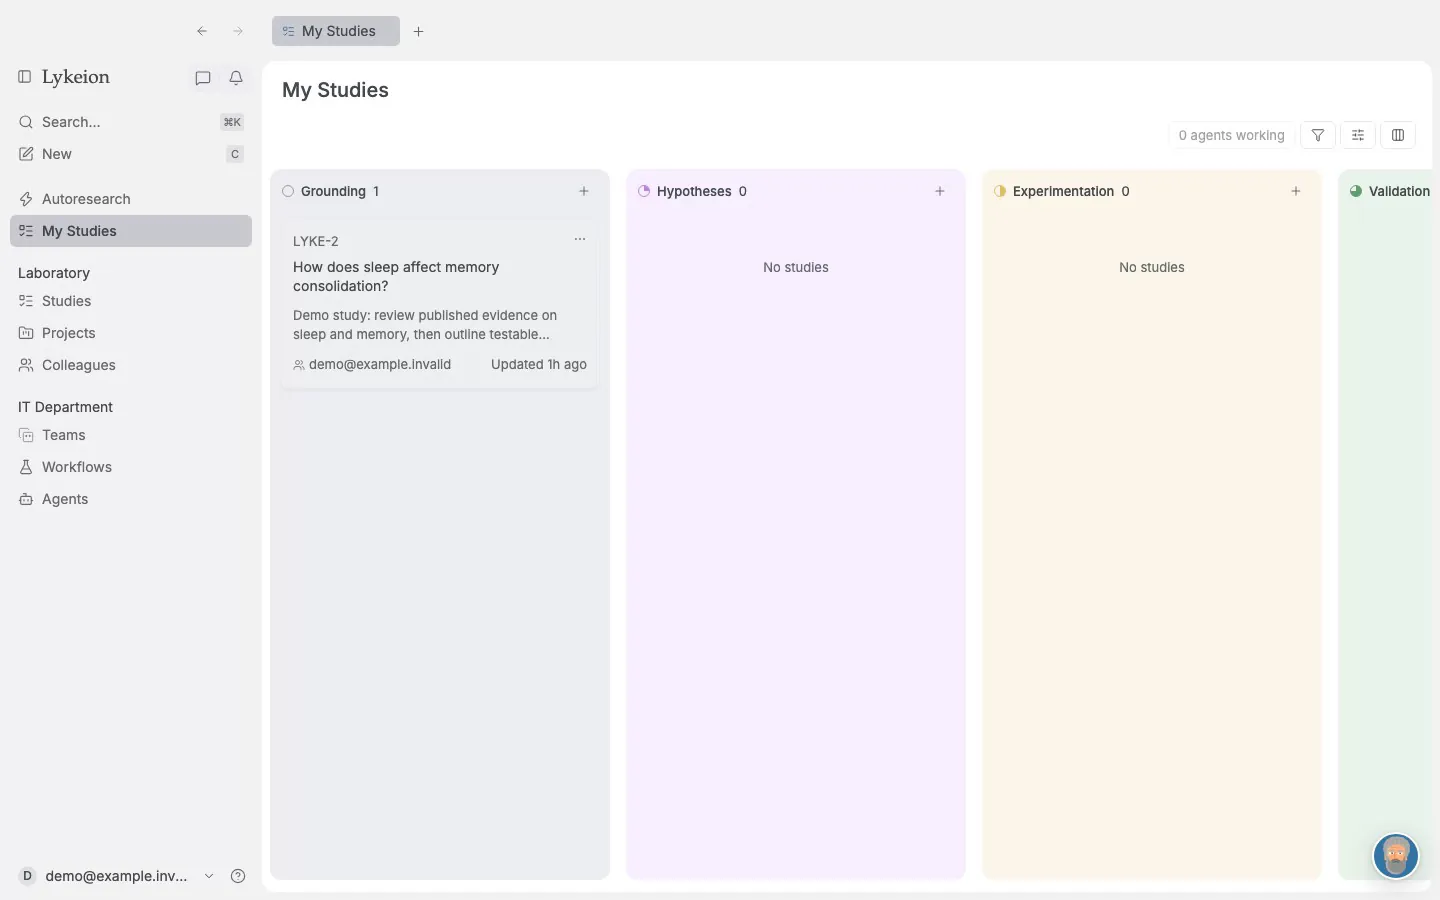 My Studies
Lykeion
Search...
⌘K
New
C
Autoresearch
My Studies
Laboratory
Studies
Projects
Colleagues
IT Department
Teams
Workflows
Agents
demo@example.inv...
D
My Studies
0 agents working
Grounding 1
LYKE-2
How does sleep affect memory
consolidation?
Demo study: review published evidence on
sleep and memory, then outline testable...
demo@example.invalid
Updated 1h ago
Hypotheses 0
No studies
Experimentation 0
No studies
Validation